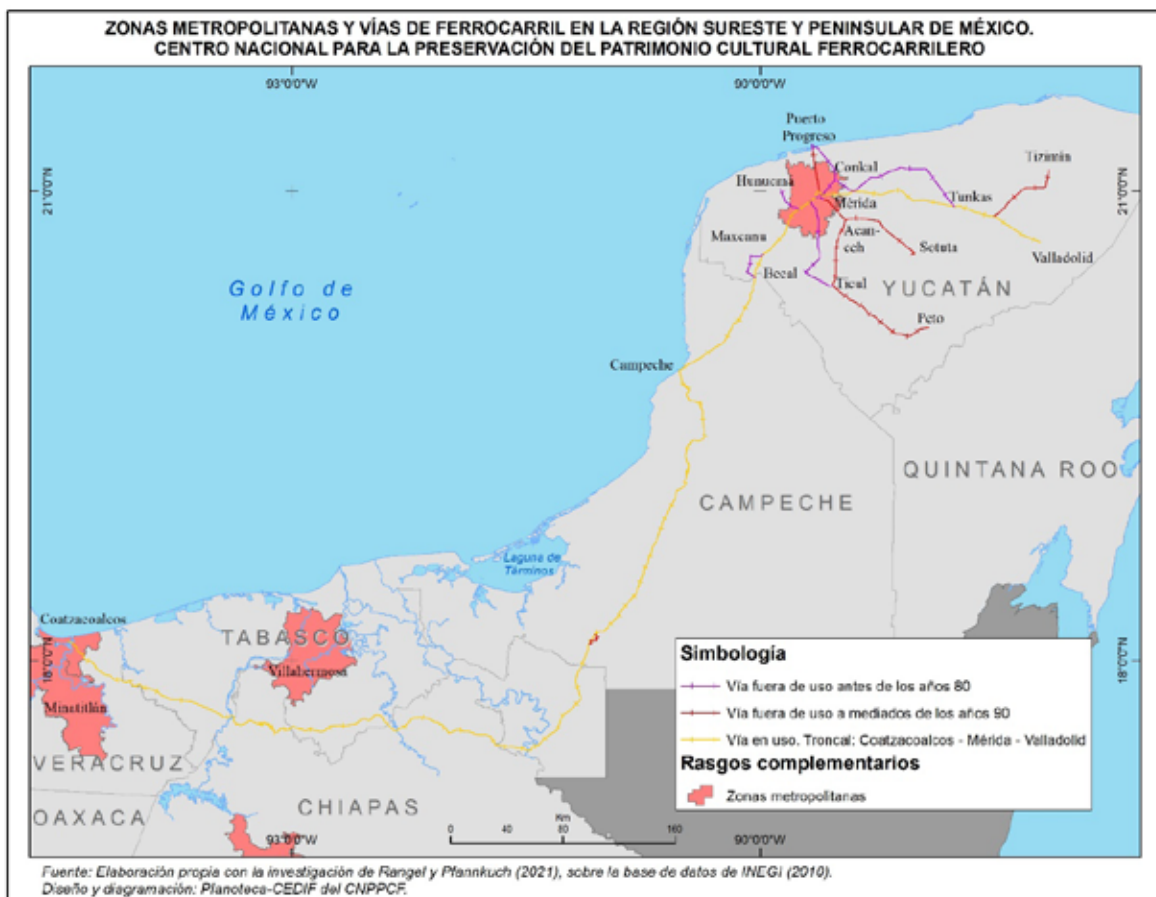 ZONAS METROPOLITANAS Y VÍAS DE FERROCARRIL EN LA REGIÓN SURESTE Y PENINSULAR DE MÉXICO.
CENTRO NACIONAL PARA LA PRESERVACIÓN DEL PATRIMONIO CULTURAL FERROCARRILERO
93°0'0"W
90°0'0"W
21°0'0"N
21°0'0"N
Puerto
Progreso
Conkal
Tizimín
Hunucmá
Tunkas
Mérida
Maxcanu
Acan-
ceh
Sotuta
Valladolid
Becal
Ticul
YUCATÁN
Peto
Golfo de
México
Campeche
QUINTANA ROO
CAMPECHE
Laguna de
Términos
Coatzacoalcos
TABASCO
Villahermosa
18°0'0"N
18°0'0"N
Minatitlán
VERACRUZ
OAXACA
CHIAPAS
Simbología
Vía fuera de uso antes de los años 80
Vía fuera de uso a mediados de los años 90
Vía en uso. Troncal: Coatzacoalcos - Mérida - Valladolid
Rasgos complementarios
Zonas metropolitanas
Km
0 40 80 160
93°0'0"W
90°0'0"W
Fuente: Elaboración propia con la investigación de Rangel y Pfannkuch (2021), sobre la base de datos de INEGI (2010).
Diseño y diagramación: Planoteca-CEDIF del CNPPCF.